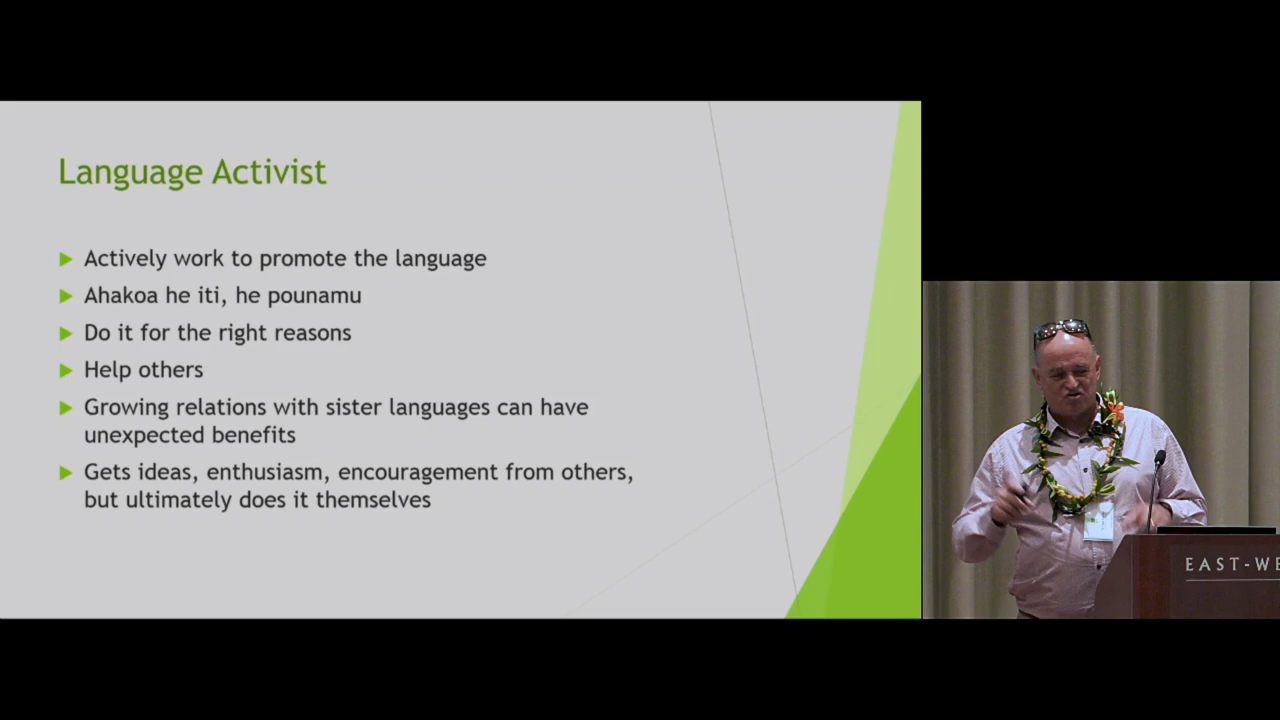 Language Activist
Actively work to promote the language
Ahakoa he iti, he pounamu
Do it for the right reasons
Help others
Growing relations with sister languages can have
unexpected benefits
Gets ideas, enthusiasm, encouragement from others,
but ultimately does it themselves
EAST-WE